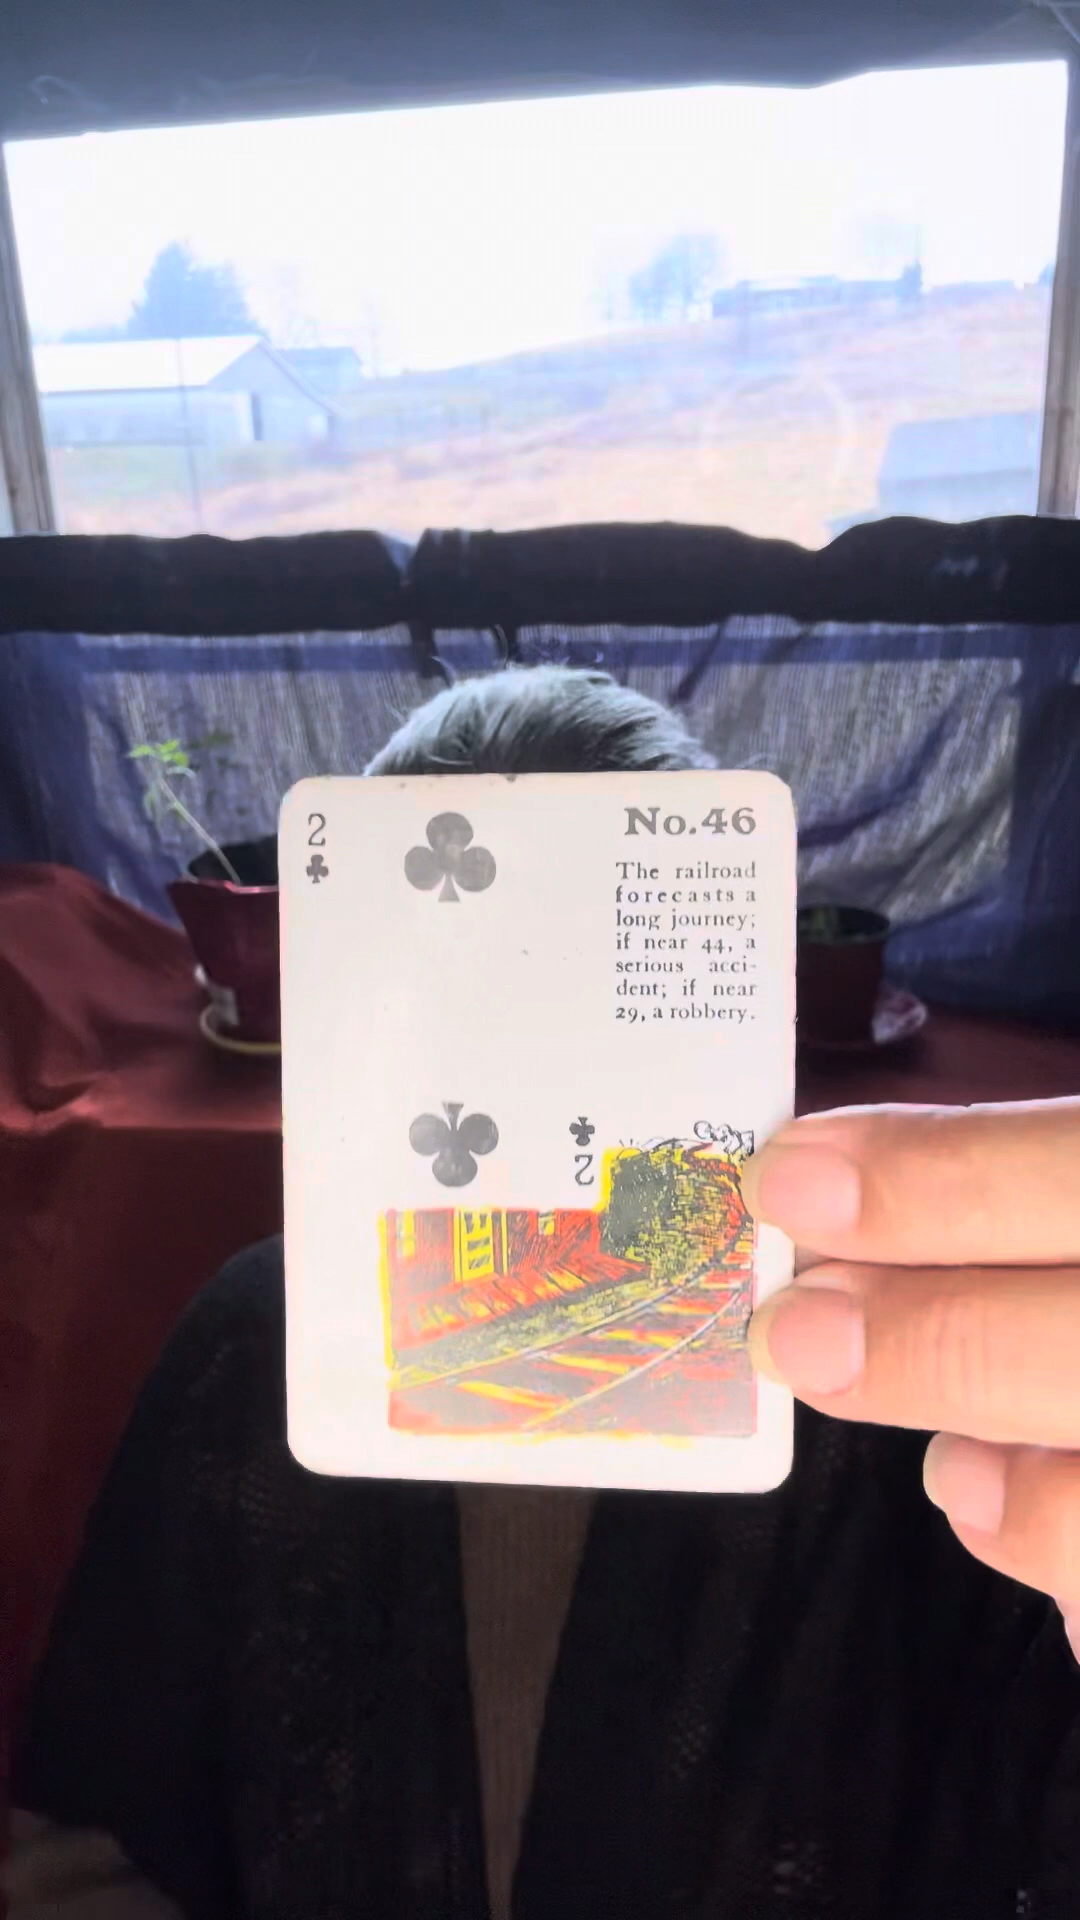 2
No.46
The railroad
forecasts a
long journey;
if near 44, a
serious acci-
dent; if near
29, a robbery.
2